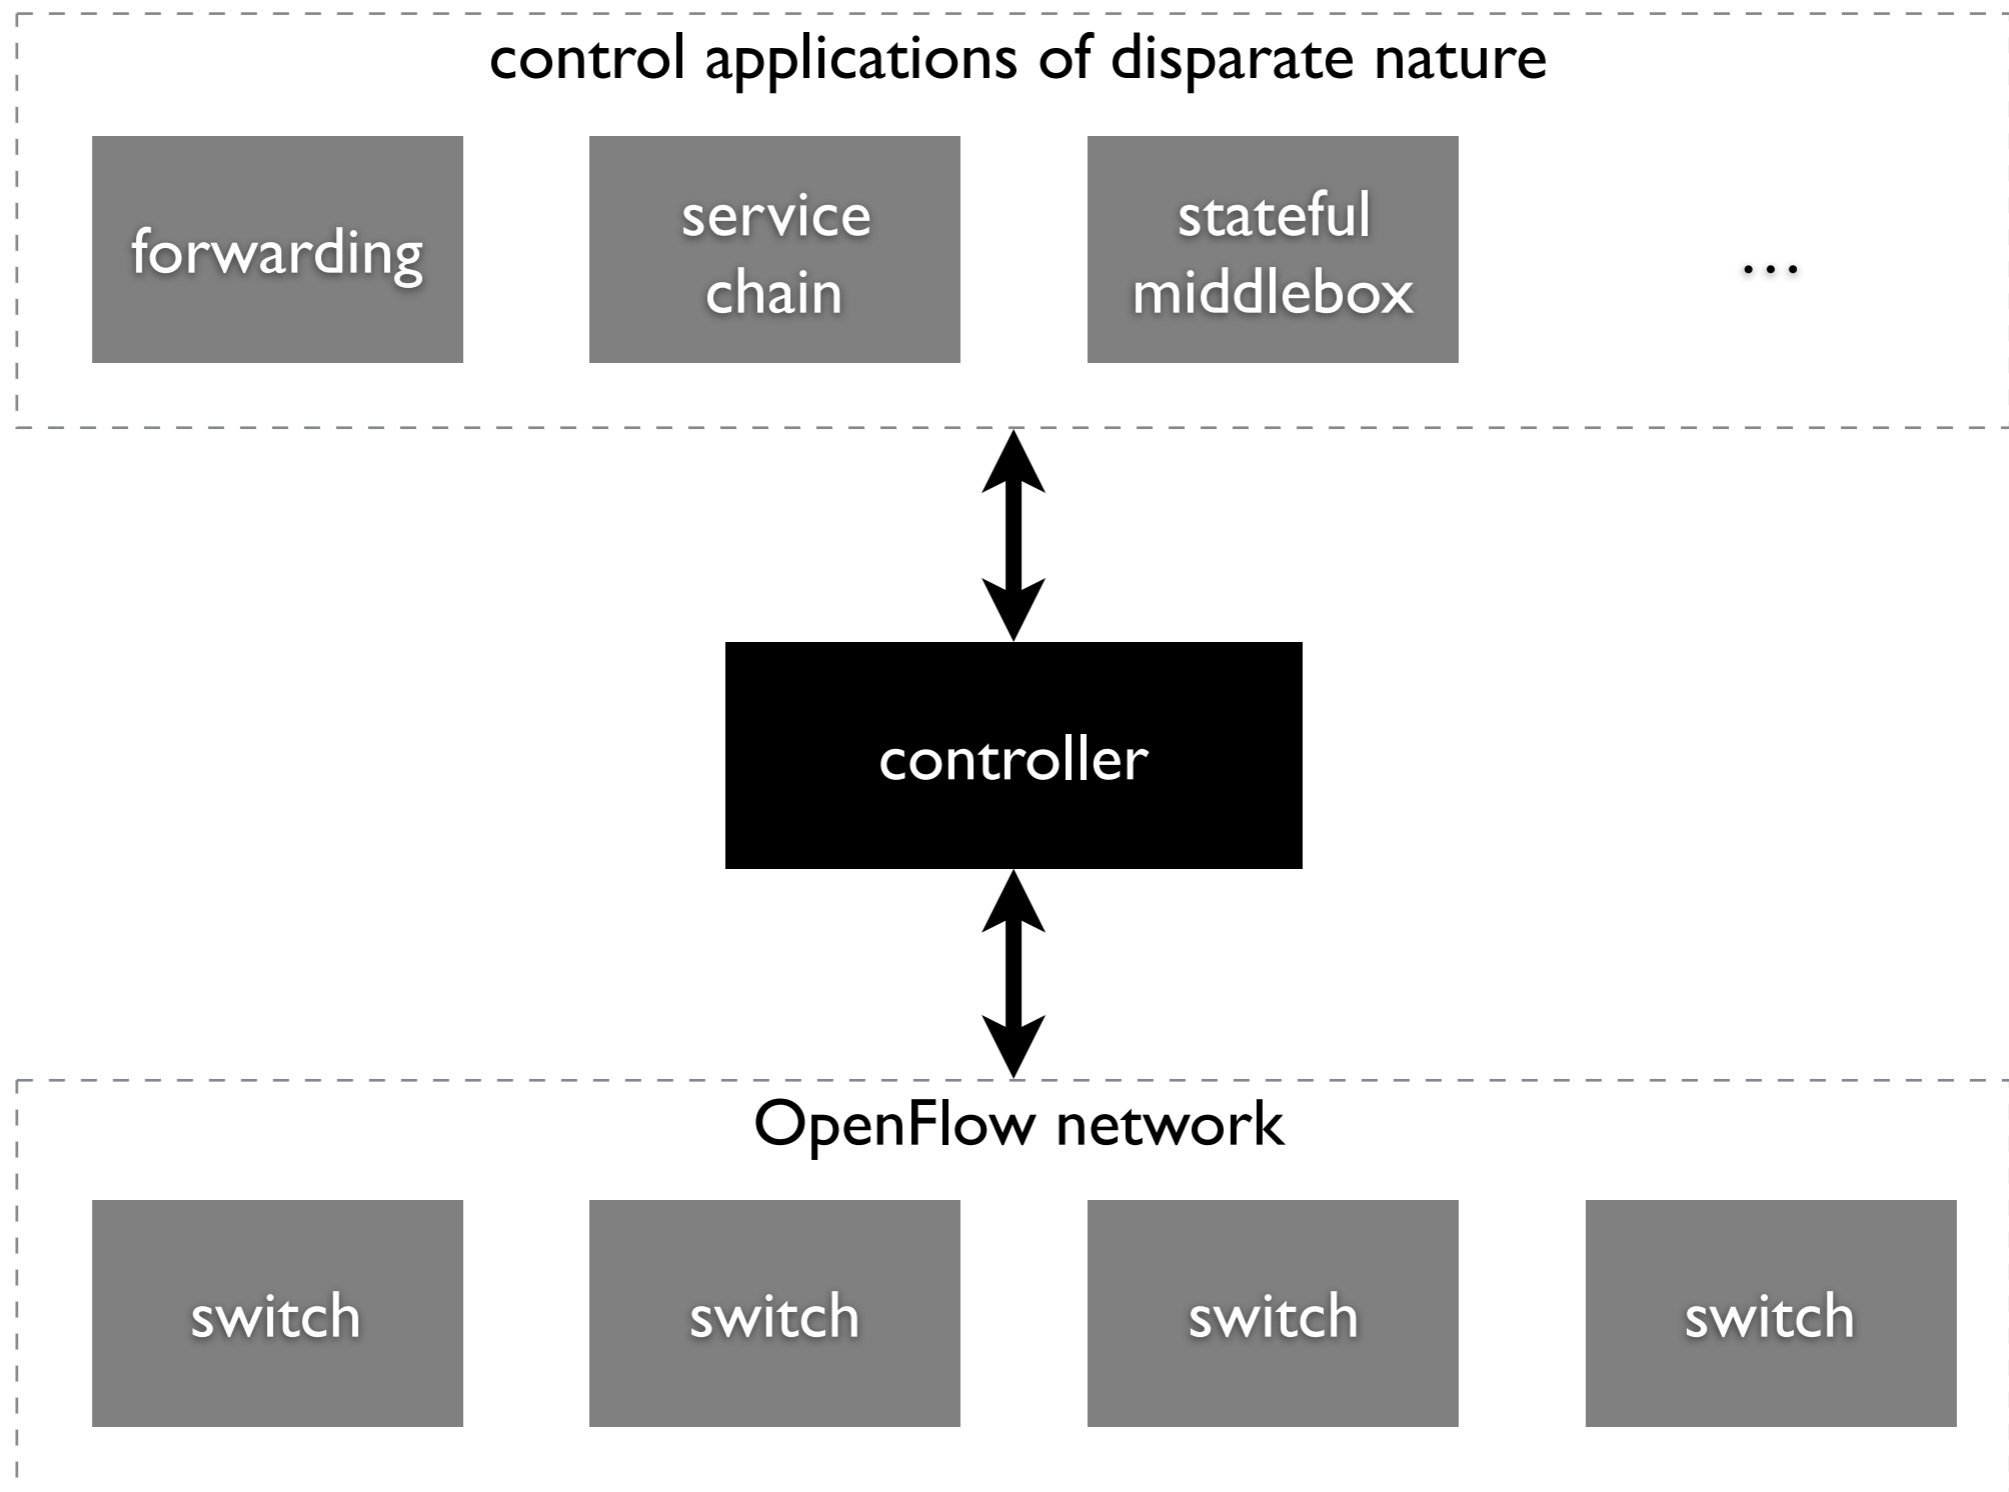 control applications of disparate nature
forwarding
service
chain
stateful
middlebox
...
controller
OpenFlow network
switch
switch
switch
switch